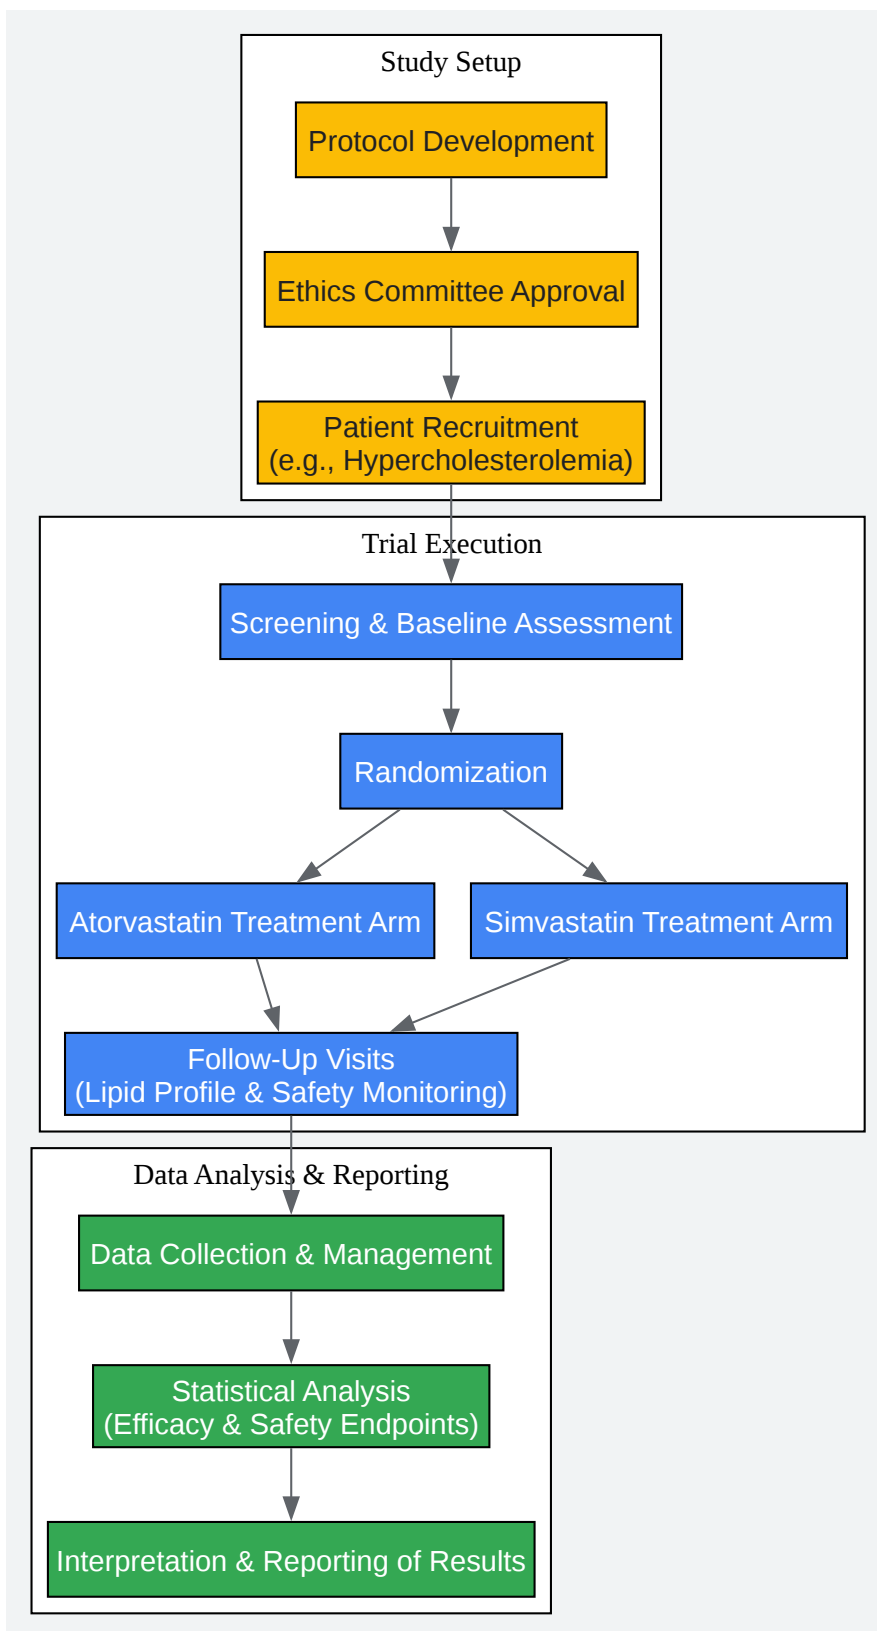 Study Setup
Protocol Development
Ethics Committee Approval
Patient Recruitment
(e.g., Hypercholesterolemia)
Trial Execution
Screening & Baseline Assessment
Randomization
Atorvastatin Treatment Arm
Simvastatin Treatment Arm
Follow-Up Visits
(Lipid Profile & Safety Monitoring)
Data Analysis & Reporting
Data Collection & Management
Statistical Analysis
(Efficacy & Safety Endpoints)
Interpretation & Reporting of Results